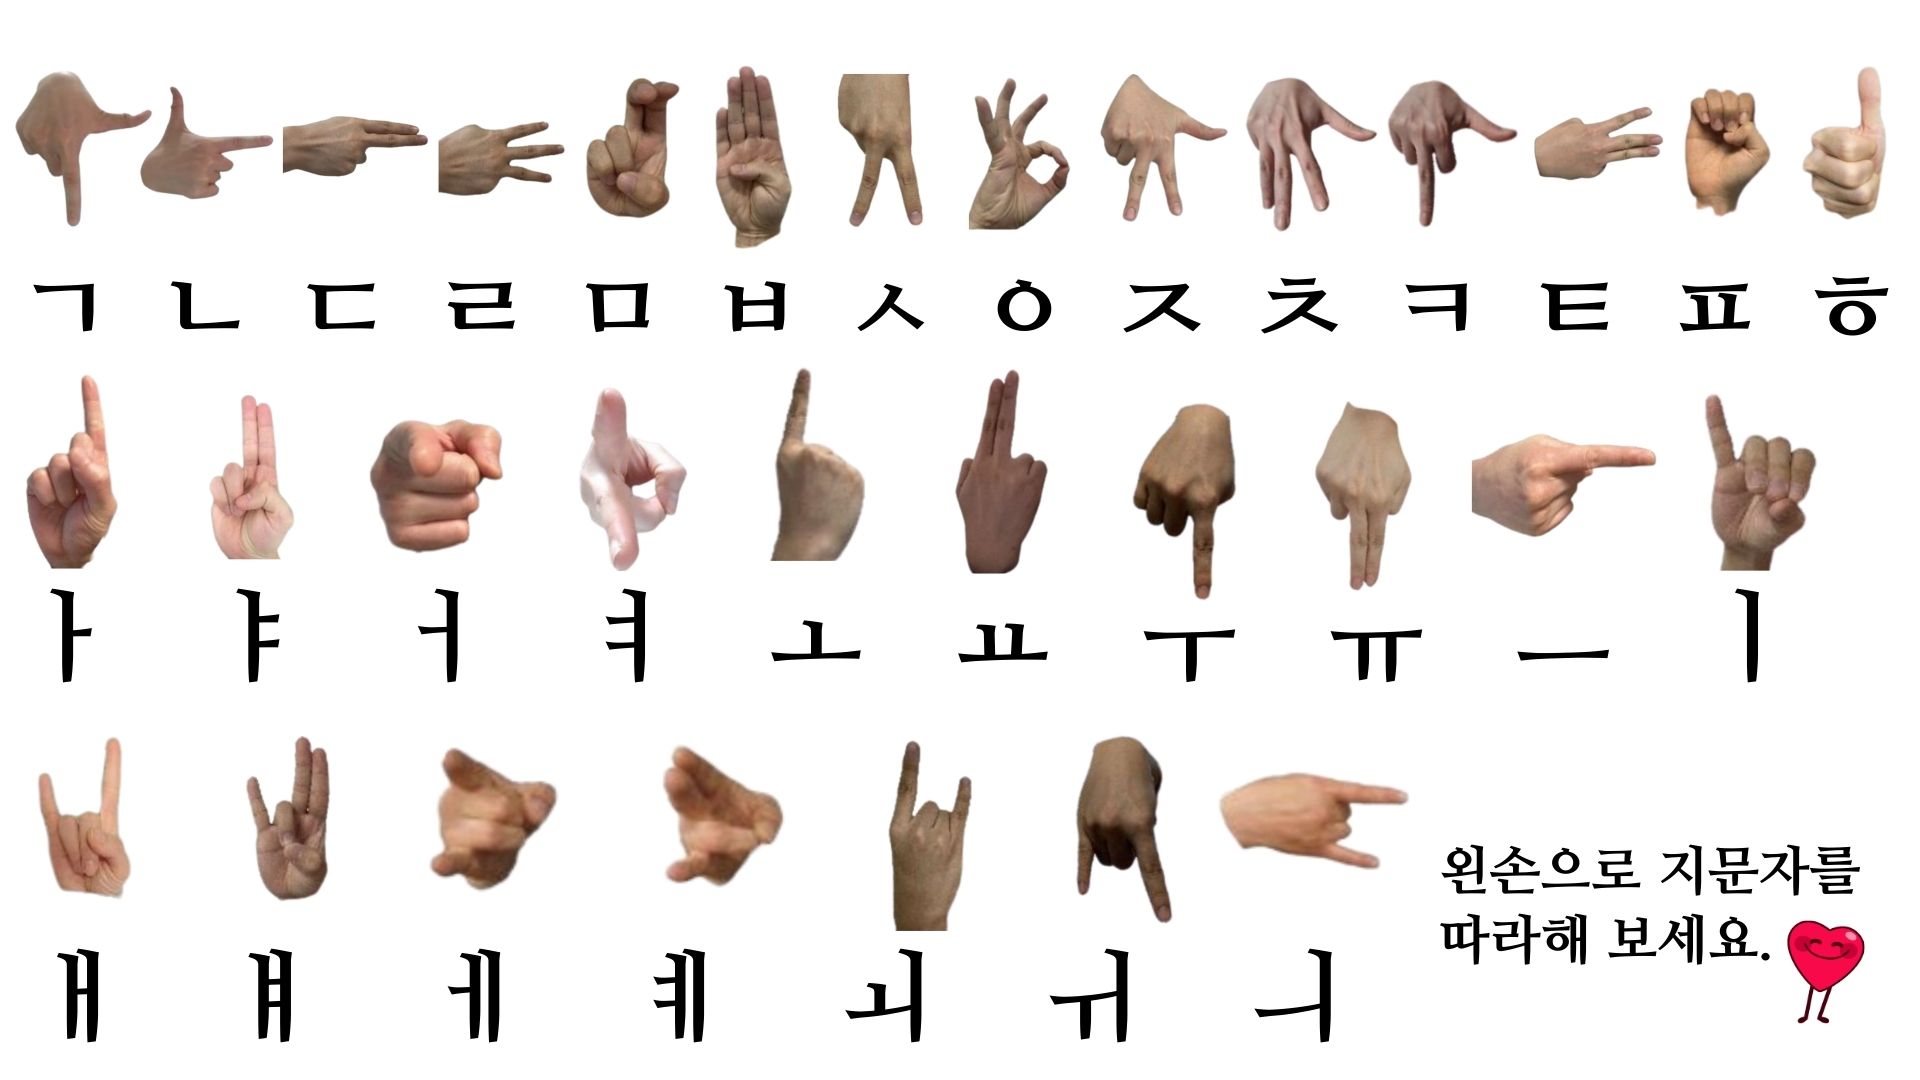 ㄱ ㄴ ㄷ ㄹ ㅁ ㅂ ㅅ ㅇ ㅈ ㅊ ㅋ ㅌ ㅍ ㅎ
ㅏ ㅑ ㅓ ㅕ ㅗ ㅛ ㅜ ㅠ ㅡ ㅣ
ㅐ ㅒ ㅔ ㅖ ㅚ ㅟ ㅢ
왼손으로 지문자를
따라해 보세요.